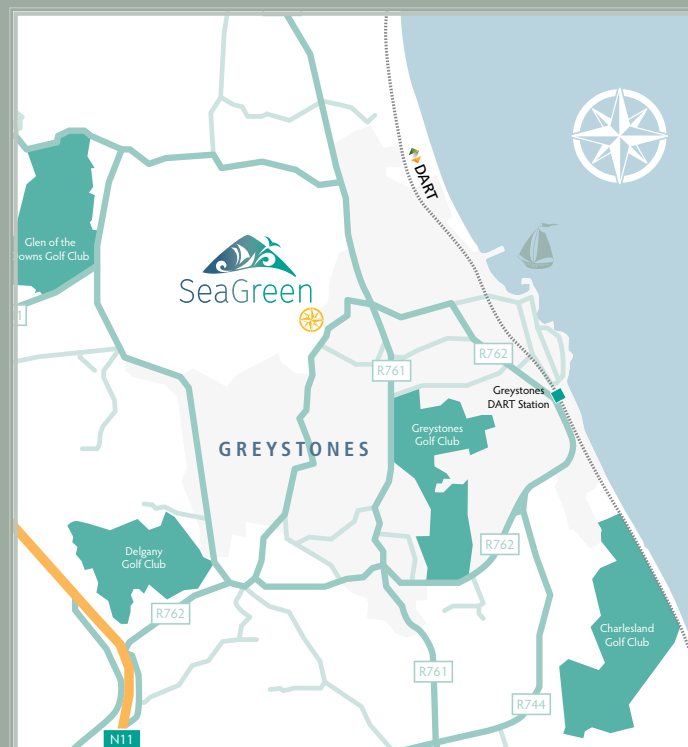 DART
Glen of the
owns Golf Club
SeaGreen
1
R762
R761
Greystones
DART Station
Greystones
Golf Club
GREYSTONES
R762
Delgany
Golf Club
R762
Charlesland
Golf Club
R761
R744
N11